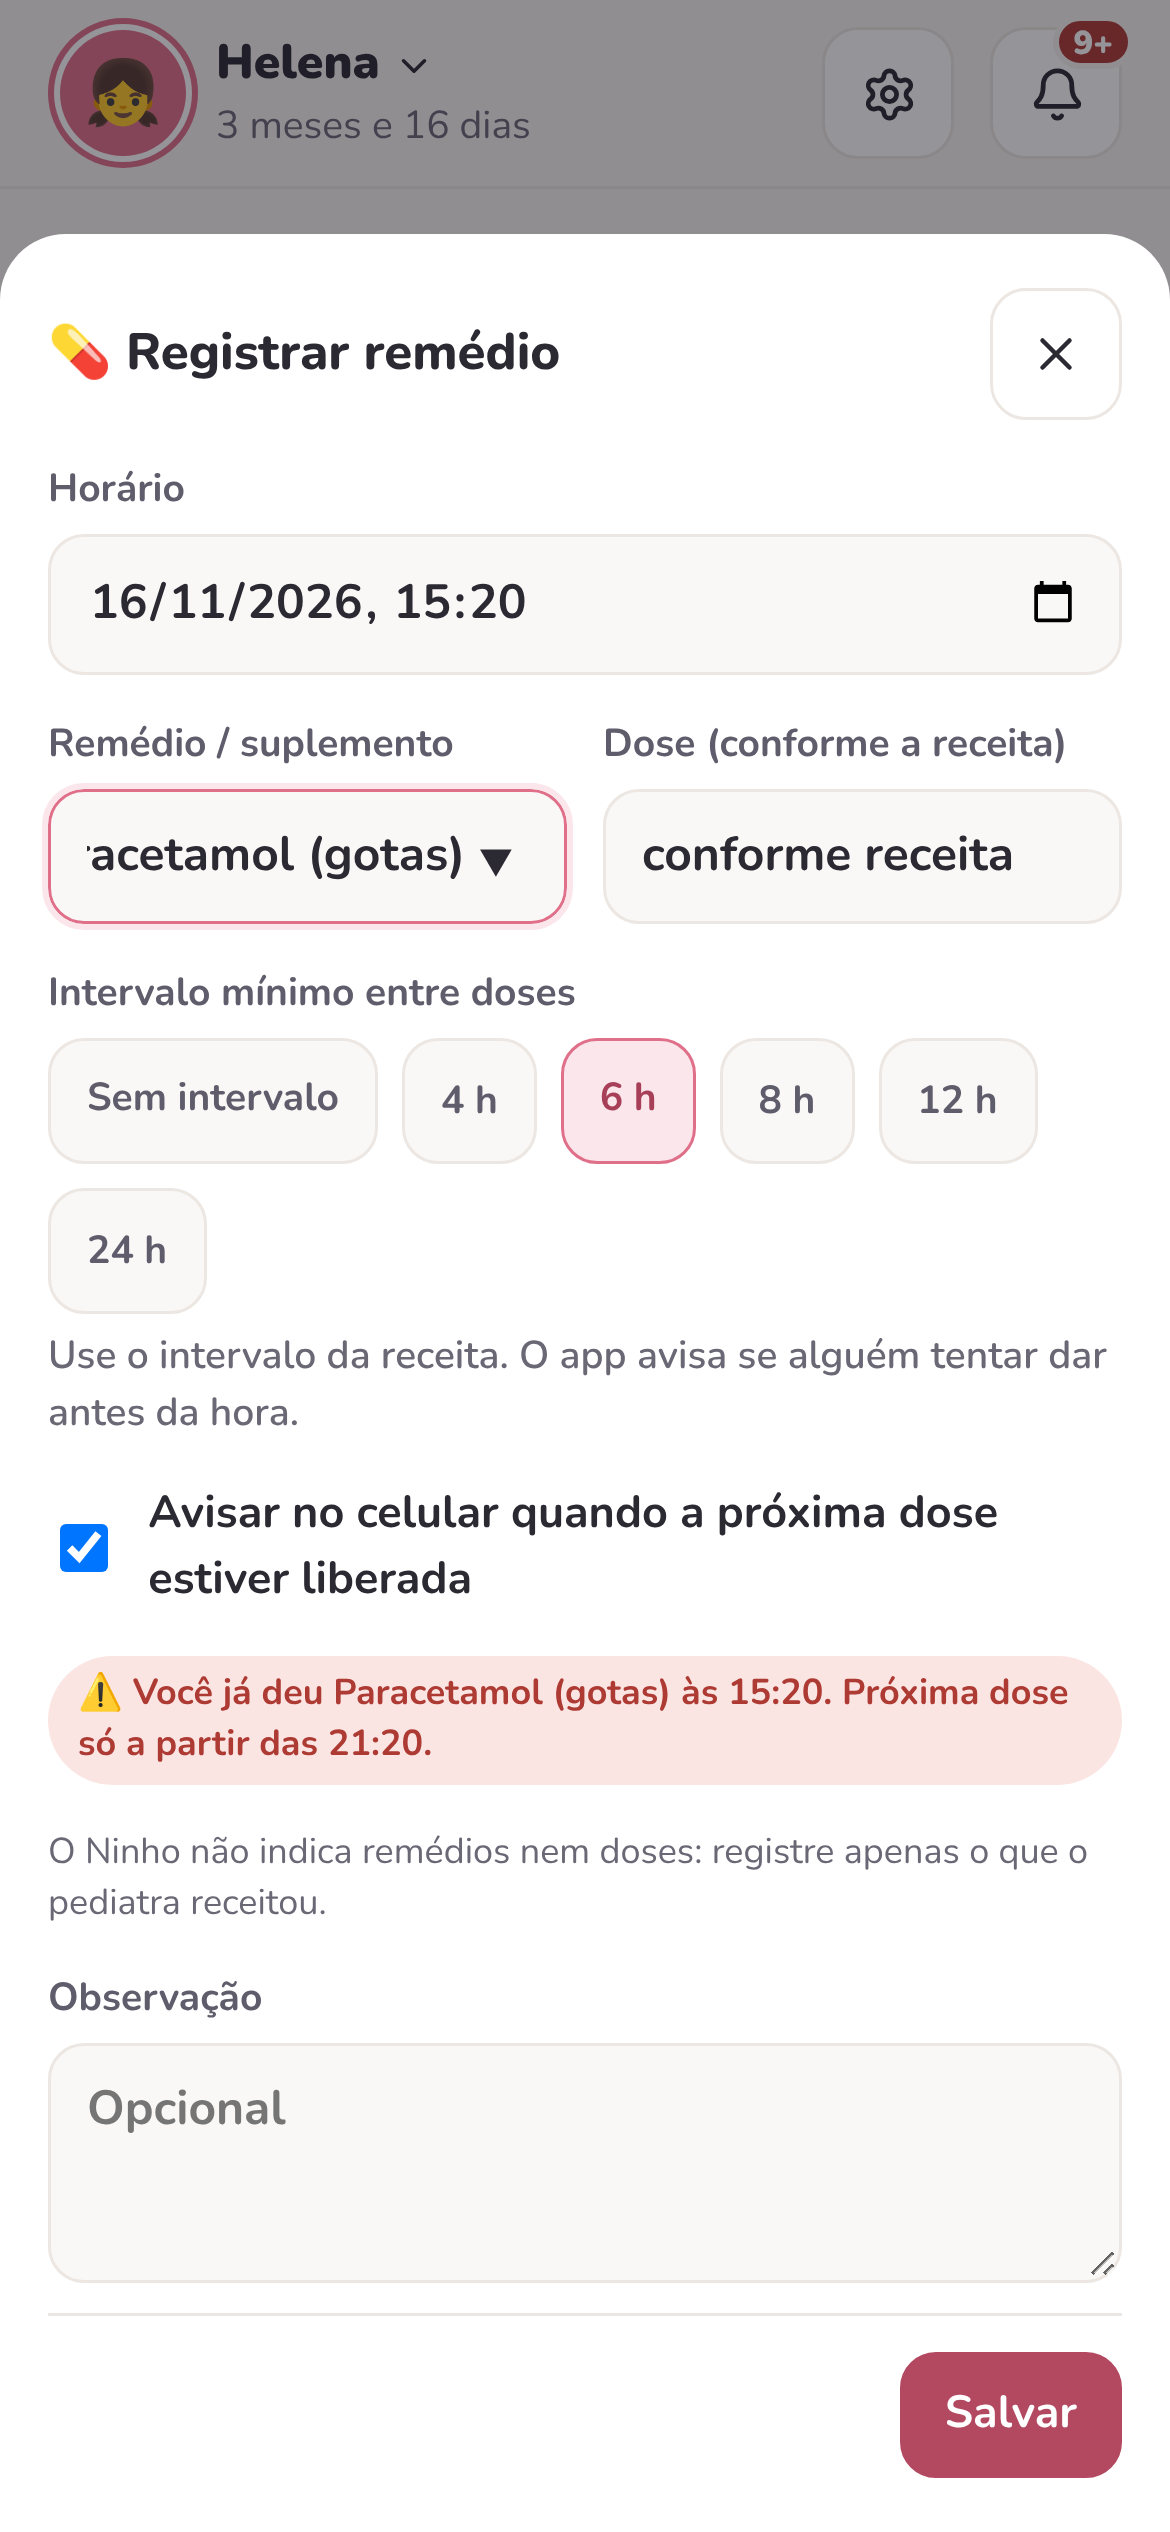 Helena
9+
3 meses e 16 dias
Registrar remédio
Horário
16/11/2026, 15:20
Remédio / suplemento
Dose (conforme a receita)
acetamol (gotas)
conforme receita
Intervalo mínimo entre doses
Sem intervalo
4 h
6 h
8 h
12 h
24 h
Use o intervalo da receita. O app avisa se alguém tentar dar
antes da hora.
Avisar no celular quando a próxima dose
estiver liberada
⚠️ Você já deu Paracetamol (gotas) às 15:20. Próxima dose
só a partir das 21:20.
O Ninho não indica remédios nem doses: registre apenas o que o
pediatra receitou.
Observação
Opcional
Salvar